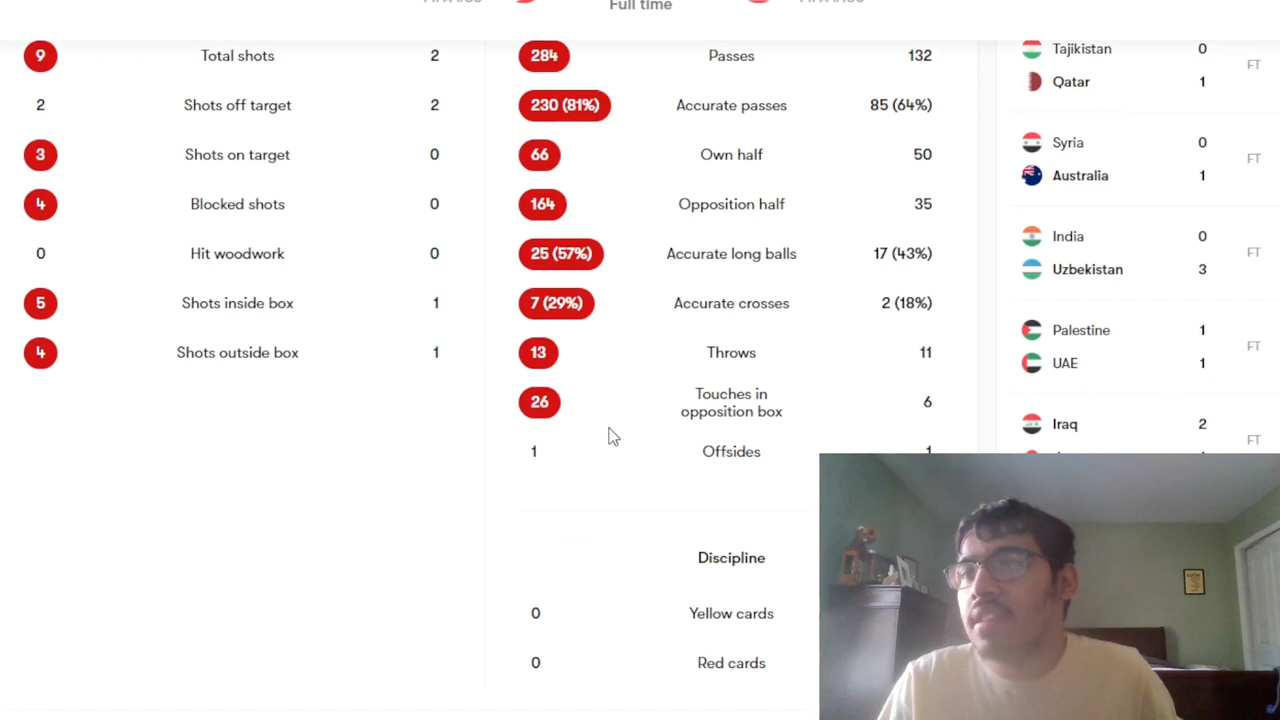 Full time
9 Total shots 2
2 Shots off target 2
3 Shots on target 0
4 Blocked shots 0
0 Hit woodwork 0
5 Shots inside box 1
4 Shots outside box 1
284 Passes 132
230 (81%) Accurate passes 85 (64%)
66 Own half 50
164 Opposition half 35
25 (57%) Accurate long balls 17 (43%)
7 (29%) Accurate crosses 2 (18%)
13 Throws 11
26 Touches in
opposition box 6
1 Offsides 1
Discipline
0 Yellow cards
0 Red cards
Tajikistan 0
FT
Qatar 1
Syria 0
FT
Australia 1
India 0
FT
Uzbekistan 3
Palestine 1
FT
UAE 1
Iraq 2
FT